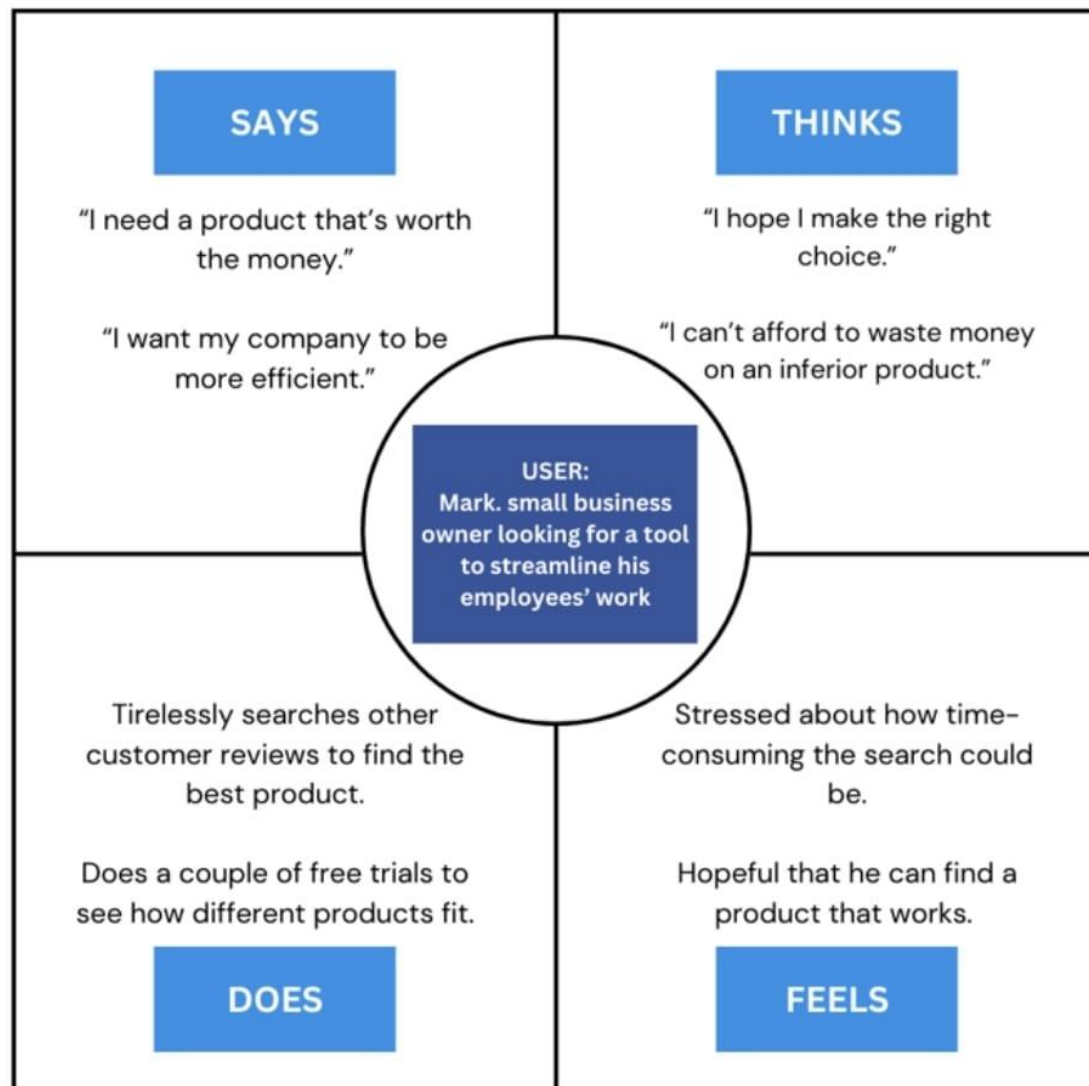 SAYS
“I need a product that’s worth
the money.”
“I want my company to be
more efficient.”
THINKS
“I hope I make the right
choice.”
“I can’t afford to waste money
on an inferior product.”
USER:
Mark. small business
owner looking for a tool
to streamline his
employees’ work
Tirelessly searches other
customer reviews to find the
best product.
Does a couple of free trials to
see how different products fit.
DOES
Stressed about how time-
consuming the search could
be.
Hopeful that he can find a
product that works.
FEELS